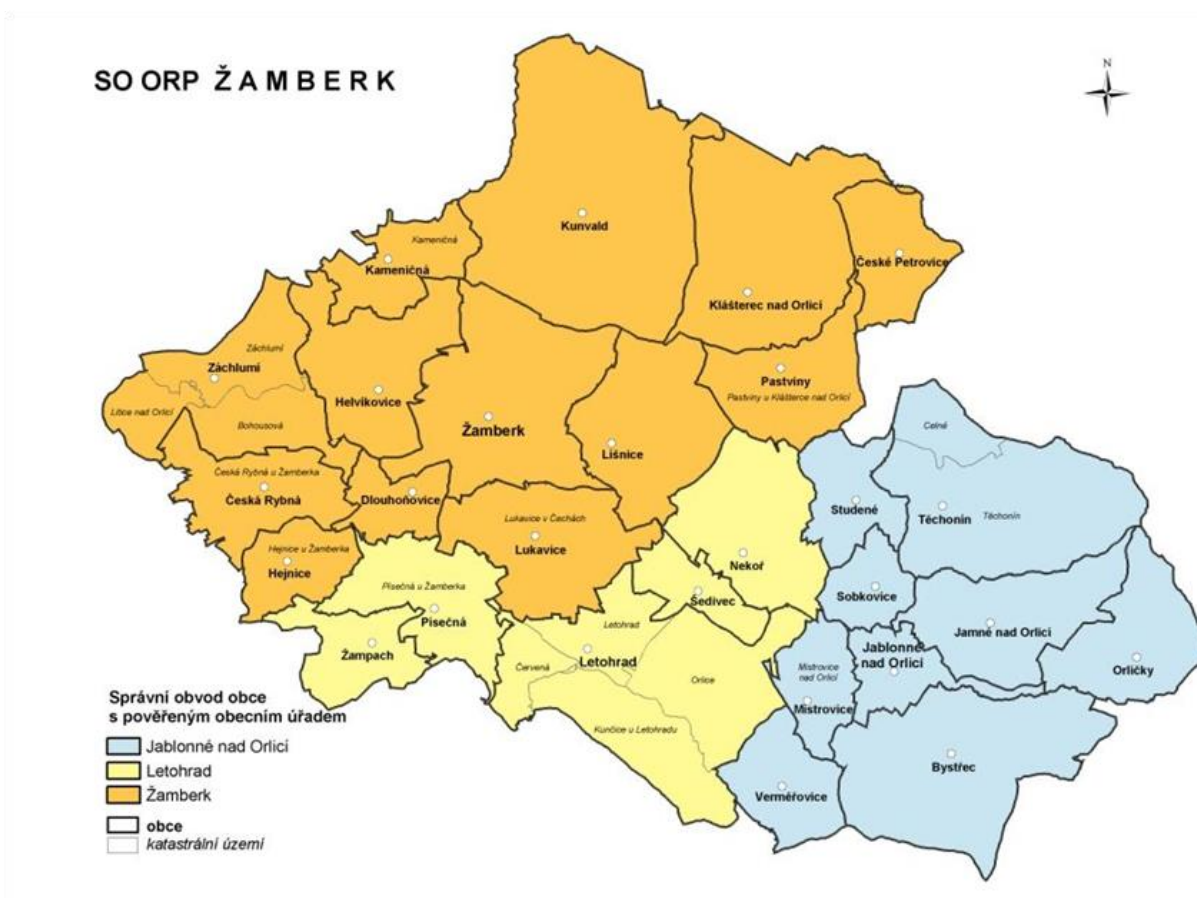 N
SO ORP ŽAMBERK
Kunvald
Kameničná
Kameničná
České Petrovice
Klášterec nad Orlicí
Záchlumí
Záchlumí
Pastviny
Pastviny u Klášterce nad Orlicí
Helvíkovice
Litice nad Orlicí
Bohousová
Žamberk
Celné
Lišnice
Česká Rybná u Žamberka
Česká Rybná
Dlouhoňovice
Studené
Těchonín
Těchonín
Lukavice v Čechách
Lukavice
Hejnice u Žamberka
Hejnice
Nekoř
Písečná u Žamberka
Písečná
Šedivec
Sobkovice
Letohrad
Letohrad
Jamné nad Orlicí
Žampach
Jablonné
nad Orlicí
Červená
Orlice
Mistrovice
nad Orlicí
Orličky
Mistrovice
Kunčice u Letohradu
Bystřec
Verměřovice
Správní obvod obce
s pověřeným obecním úřadem
Jablonné nad Orlicí
Letohrad
Žamberk
obce
katastrální území